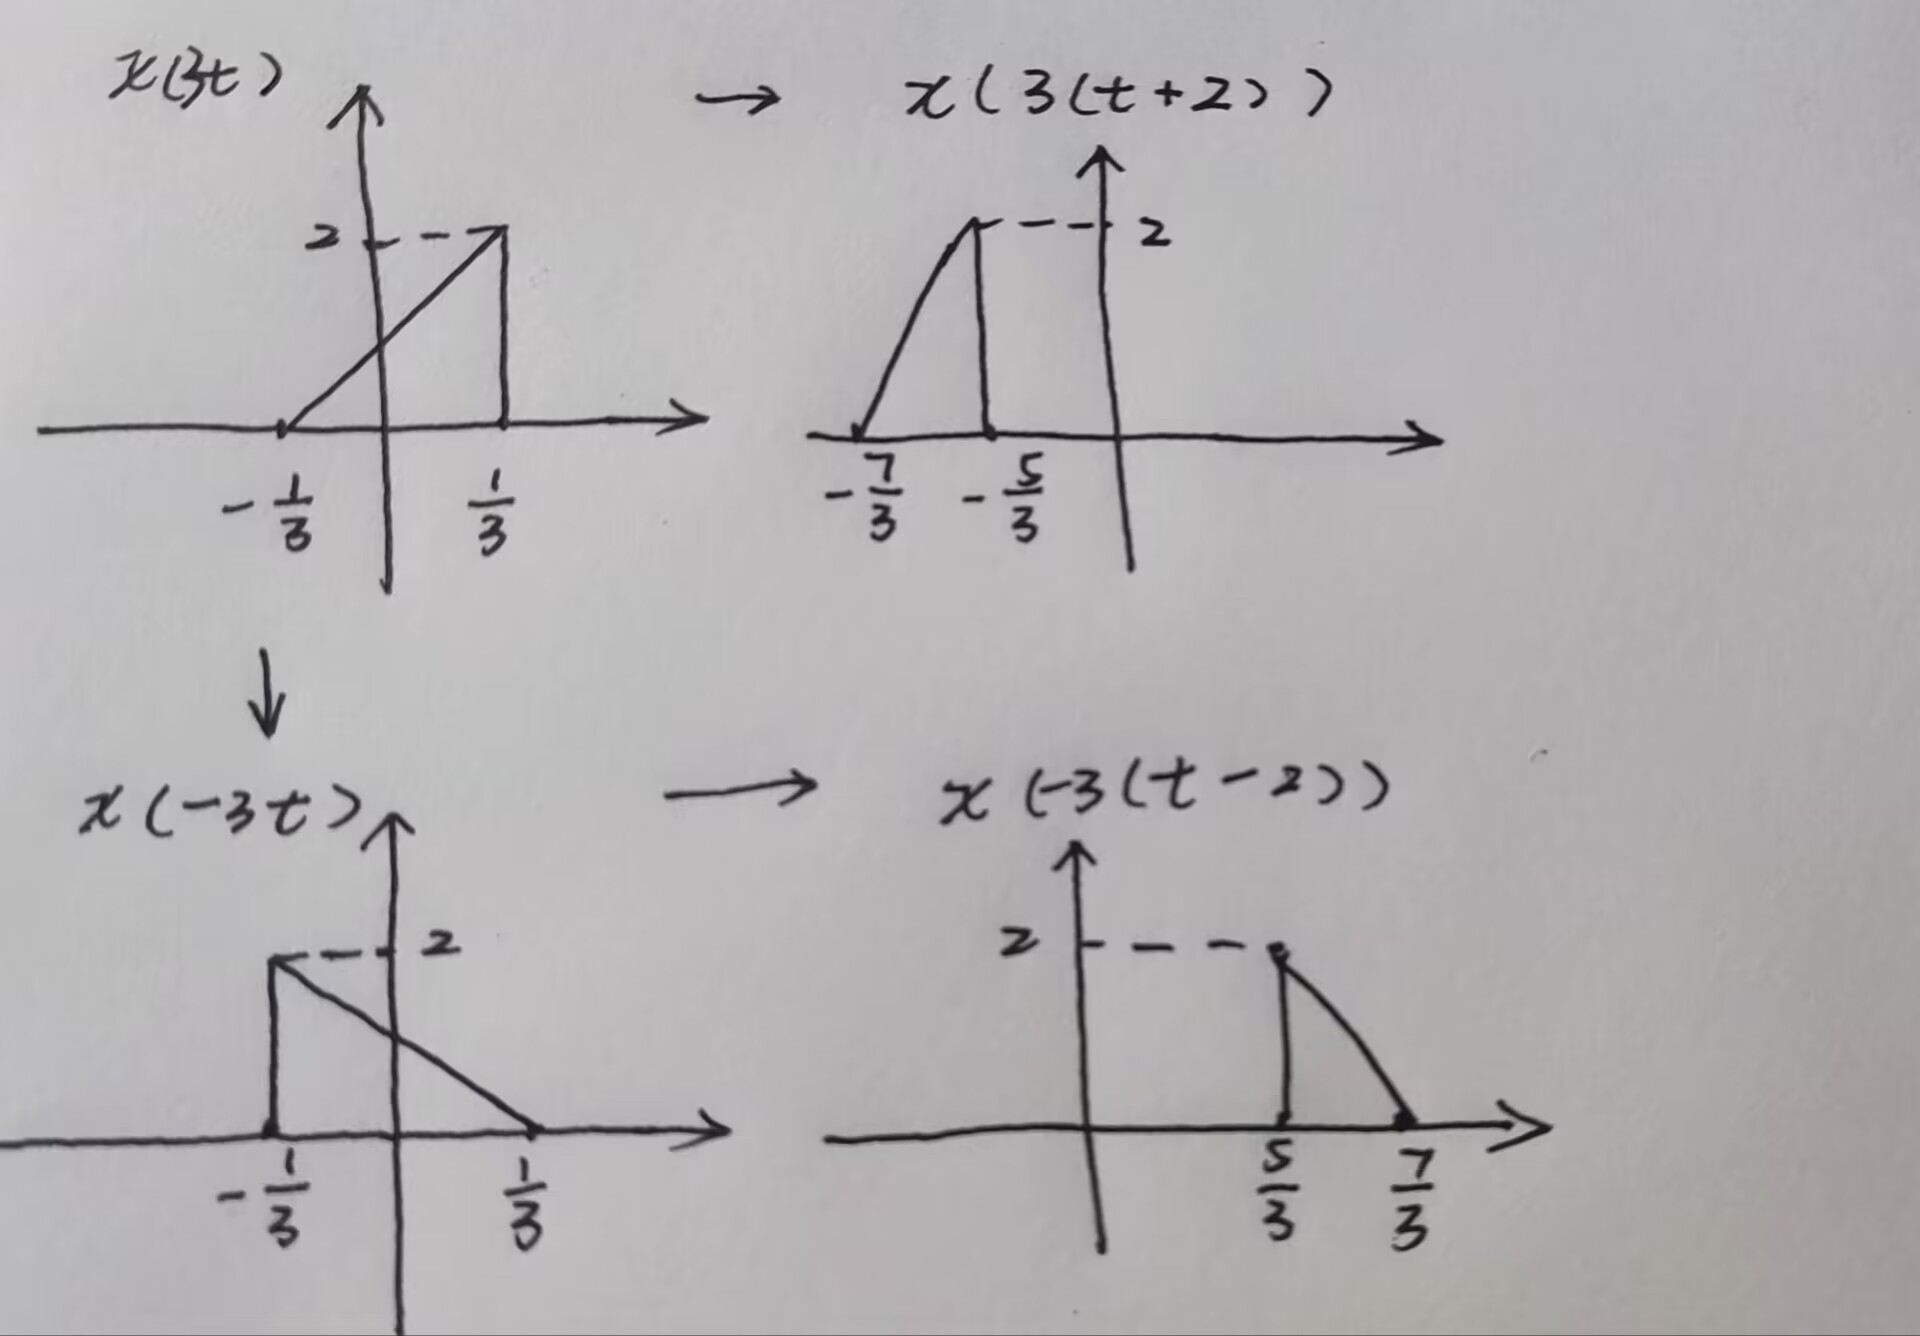 x(3t) → x(3(t+2))
2 2
-1/3 1/3 -7/3 -5/3
↓
x(-3t) → x(-3(t-2))
2 2
-1/3 1/3 5/3 7/3